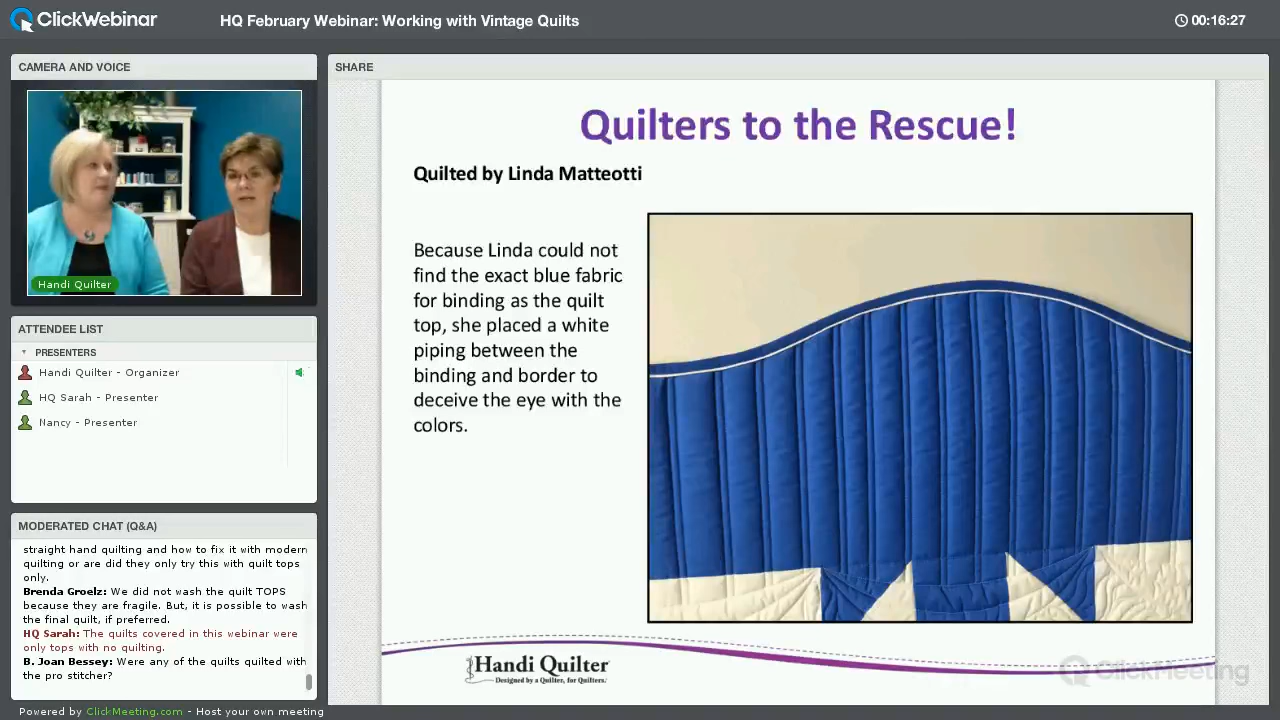 ClickWebinar
HQ February Webinar: Working with Vintage Quilts
00:16:27
CAMERA AND VOICE
Handi Quilter
ATTENDEE LIST
PRESENTERS
Handi Quilter - Organizer
HQ Sarah - Presenter
Nancy - Presenter
MODERATED CHAT (Q&A)
straight hand quilting and how to fix it with modern
quilting or are did they only try this with quilt tops
only.
Brenda Groelz: We did not wash the quilt TOPS
because they are fragile. But, it is possible to wash
the final quilt, if preferred.
HQ Sarah: The quilts covered in this webinar were
tops with no quilting.
B. Joan Bessey: Were any of the quilts quilted with
the pro stitcher?
Powered by ClickMeeting.com - Host your own meeting
SHARE
Quilters to the Rescue!
Quilted by Linda Matteotti
Because Linda could not
find the exact blue fabric
for binding as the quilt
top, she placed a white
piping between the
binding and border to
deceive the eye with the
colors.
Handi Quilter
Designed by a Quilter, for Quilters.
ClickMeeting